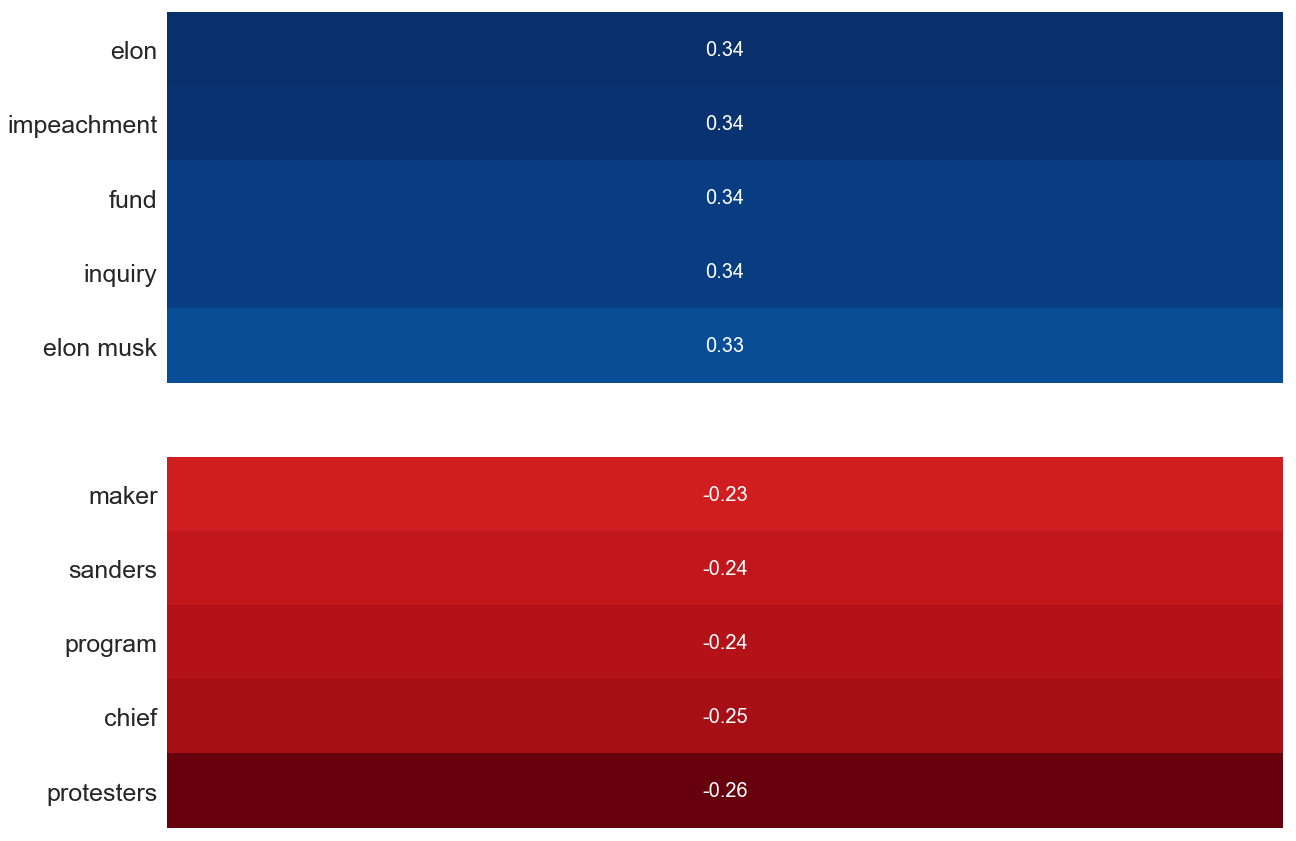 elon 0.34
impeachment 0.34
fund 0.34
inquiry 0.34
elon musk 0.33
maker -0.23
sanders -0.24
program -0.24
chief -0.25
protesters -0.26